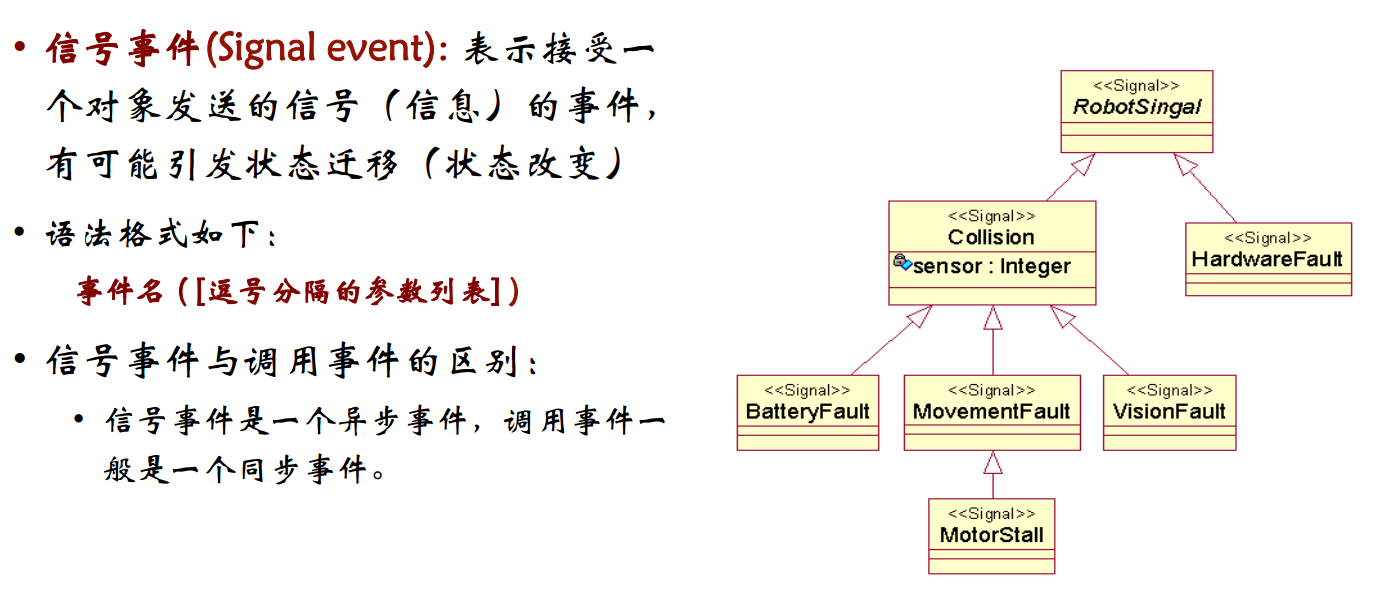 • 信号事件(Signal event): 表示接受一
个对象发送的信号（信息）的事件，
有可能引发状态迁移（状态改变）
• 语法格式如下：
事件名（[逗号分隔的参数列表]）
• 信号事件与调用事件的区别：
• 信号事件是一个异步事件，调用事件一
般是一个同步事件。
<<Signal>>
RobotSingal
<<Signal>>
Collision
sensor : Integer
<<Signal>>
HardwareFault
<<Signal>>
BatteryFault
<<Signal>>
MovementFault
<<Signal>>
VisionFault
<<Signal>>
MotorStall